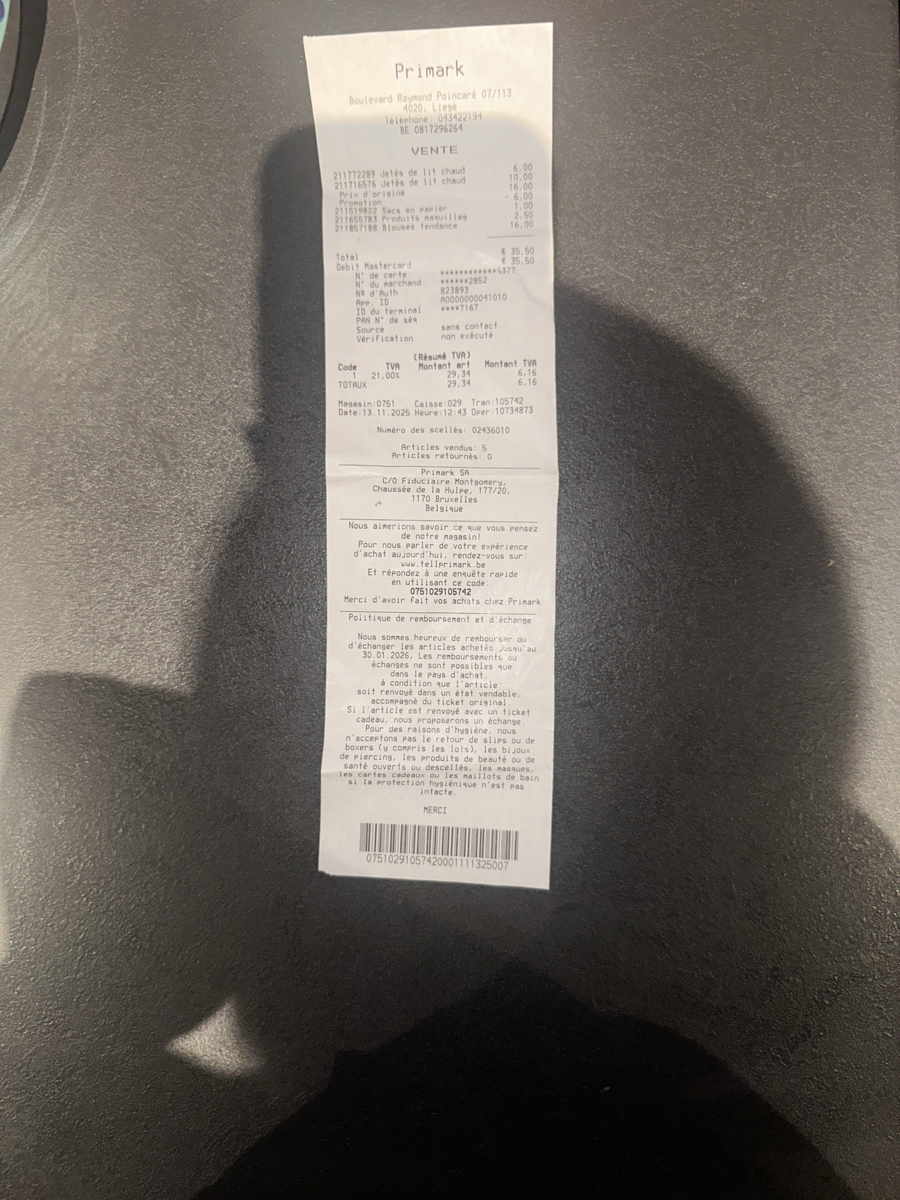 Primark
Boulevard Raymond Poincaré 07/113
4020, Liege
Téléphone: 043422194
BE 0817296264
VENTE
211772289 Jetés de lit chaud 6,00
211716576 Jetés de lit chaud 10,00
Prix d'origine 16,00
Promotion - 6,00
211519822 Sacs en papier 1,00
211655783 Produits maquillés 2,50
211857188 Blouses tendance 16,00
Total € 35,50
Debit Mastercard € 35,50
N° de carte ************5377
N° du marchand ******2852
Nº d'Auth 823893
App. ID A0000000041010
ID du terminal ****7167
PAN N° de séq
Source sans contact
Vérification non exécuté
(Résumé TVA)
Code TVA Montant art Montant TVA
1 21,00% 29,34 6,16
TOTAUX 29,34 6,16
Magasin:0751 Caisse:029 Tran:105742
Date:13.11.2025 Heure:12:43 Oper:10734873
Numéro des scellés: 02436010
Articles vendus: 5
Articles retournés: 0
Primark SA
C/O Fiduciaire Montgomery,
Chaussée de la Hulpe, 177/20,
1170 Bruxelles
Belgique
Nous aimerions savoir ce que vous pensez
de notre magasin!
Pour nous parler de votre expérience
d'achat aujourd'hui, rendez-vous sur:
www.tellprimark.be
Et répondez à une enquête rapide
en utilisant ce code:
0751029105742
Merci d'avoir fait vos achats chez Primark
Politique de remboursement et d'échange
Nous sommes heureux de rembourser ou
d'échanger les articles achetés jusqu'au
30.01.2026. Les remboursements ou
échanges ne sont possibles que
dans le pays d'achat,
à condition que l'article
soit renvoyé dans un état vendable,
accompagné du ticket original.
Si l'article est renvoyé avec un ticket
cadeau, nous proposerons un échange.
Pour des raisons d'hygiène, nous
n'acceptons pas le retour de slips ou de
boxers (y compris les lots), les bijoux
de piercing, les produits de beauté ou de
santé ouverts ou descellés, les masques,
les cartes cadeaux ou les maillots de bain
si la protection hygiénique n'est pas
intacte.
MERCI
07510291057420001111325007